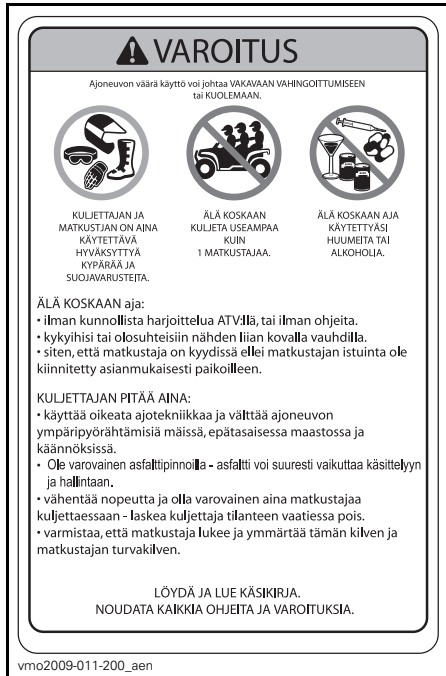 VAROITUS
Ajoneuvon väärä käyttö voi johtaa VAKAVAAN VAHINGOITTUMISEEN
tai KUOLEMAAN.
KULJETTAJAN JA
MATKUSTJAN ON AINA
KÄYTETTÄVÄ
HYVÄKSYTTYÄ
KYPÄRÄÄ JA
SUOJAVARUSTEITA.
ÄLÄ KOSKAAN
KULJETA USEAMPAA
KUIN
1 MATKUSTAJAA.
ÄLÄ KOSKAAN AJA
KÄYTETTYÄSI
HUUMEITA TAI
ALKOHOLIA.
ÄLÄ KOSKAAN aja:
• ilman kunnollista harjoittelua ATV:llä, tai ilman ohjeita.
• kykyihisi tai olosuhteisiin nähden liian kovalla vauhdilla.
• siten, että matkustaja on kyydissä ellei matkustajan istuinta ole
kiinnitetty asianmukaisesti paikoilleen.
KULJETTAJAN PITÄÄ AINA:
• käyttää oikeata ajotekniikkaa ja välttää ajoneuvon
ympäripyörähtämisiä mäissä, epätasaisessa maastossa ja
käännöksissä.
• Ole varovainen asfalttipinnoilla - asfaltti voi suuresti vaikuttaa käsittelyyn
ja hallintaan.
• vähentää nopeutta ja olla varovainen aina matkustajaa
kuljettaessaan - laskea kuljettaja tilanteen vaatiessa pois.
• varmistaa, että matkustaja lukee ja ymmärtää tämän kilven ja
matkustajan turvakilven.
LÖYDÄ JA LUE KÄSIKIRJA.
NOUDATA KAIKKIA OHJEITA JA VAROITUKSIA.
vmo2009-011-200_aen